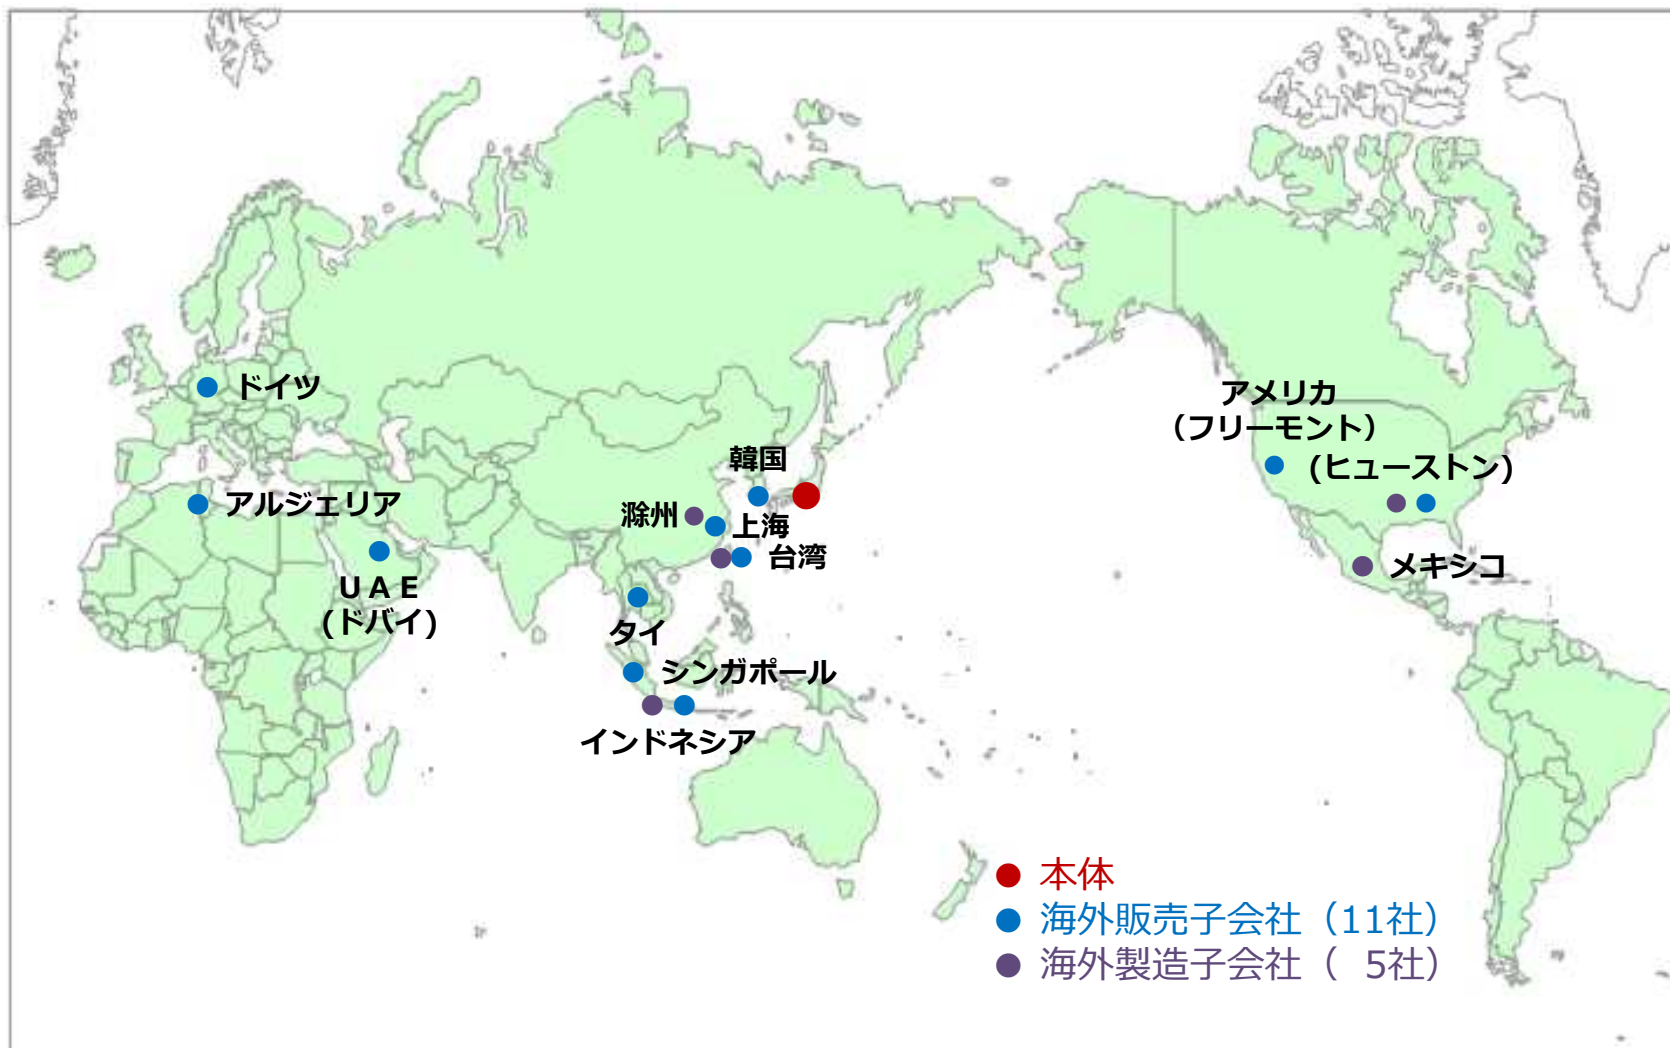 アメリカ
（フリーモント）
ドイツ
韓国
(ヒューストン)
アルジェリア
滁州
上海
台湾
メキシコ
ＵＡＥ
(ドバイ)
タイ
シンガポール
インドネシア
本体
海外販売子会社（11社）
海外製造子会社（ 5社）